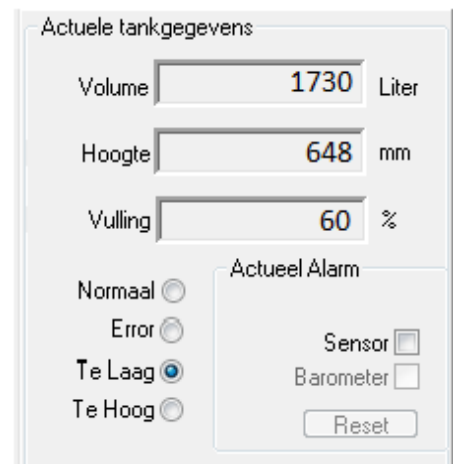 Actuele tankgegevens
Volume 1730 Liter
Hoogte 648 mm
Vulling 60 %
Normaal
Error
Te Laag
Te Hoog
Actueel Alarm
Sensor
Barometer
Reset